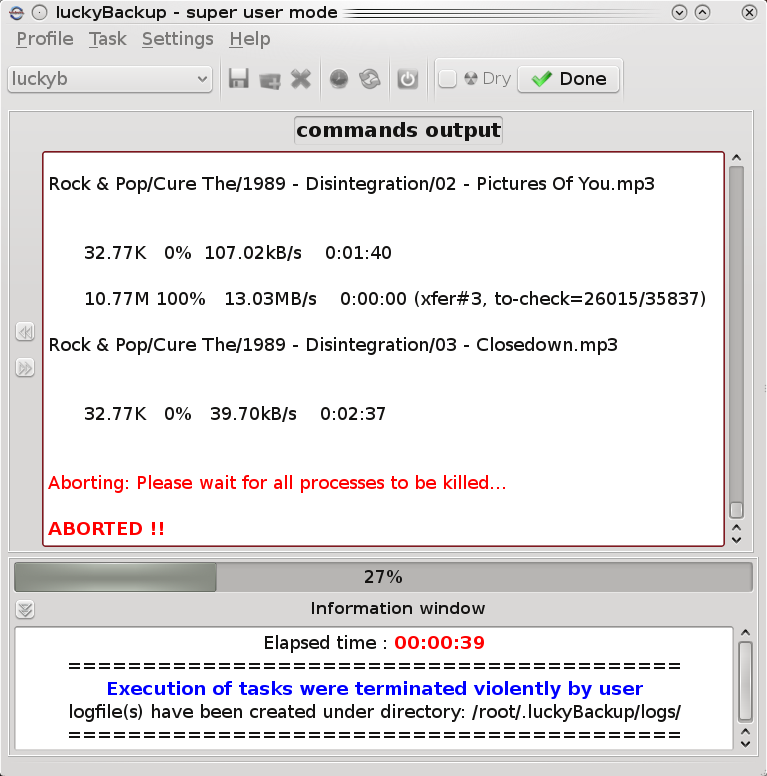 luckyBackup - super user mode
Profile Task Settings Help
luckyb Dry Done
commands output
Rock & Pop/Cure The/1989 - Disintegration/02 - Pictures Of You.mp3
32.77K 0% 107.02kB/s 0:01:40
10.77M 100% 13.03MB/s 0:00:00 (xfer#3, to-check=26015/35837)
Rock & Pop/Cure The/1989 - Disintegration/03 - Closedown.mp3
32.77K 0% 39.70kB/s 0:02:37
Aborting: Please wait for all processes to be killed...
ABORTED !!
27%
Information window
Elapsed time : 00:00:39
=========================================
Execution of tasks were terminated violently by user
logfile(s) have been created under directory: /root/.luckyBackup/logs/
=========================================